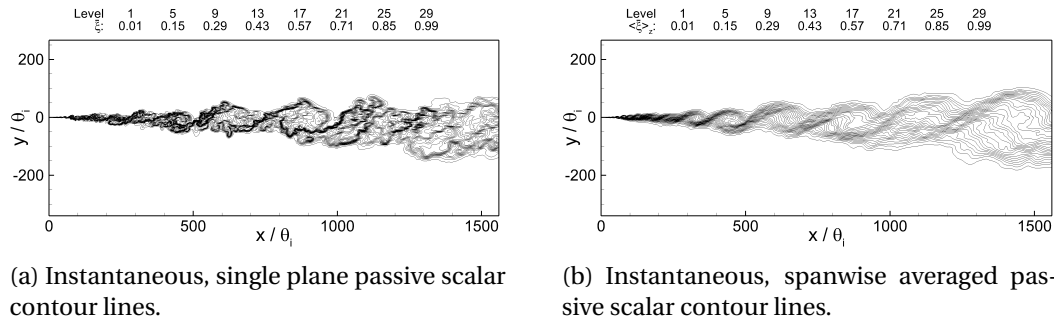 Level 1 5 9 13 17 21 25 29
ξ: 0.01 0.15 0.29 0.43 0.57 0.71 0.85 0.99
200
0
-200
y / θi
0 500 1000 1500
x / θi
(a) Instantaneous, single plane passive scalar
contour lines.
Level 1 5 9 13 17 21 25 29
<ξ>z: 0.01 0.15 0.29 0.43 0.57 0.71 0.85 0.99
200
0
-200
y / θi
0 500 1000 1500
x / θi
(b) Instantaneous, spanwise averaged pas-
sive scalar contour lines.